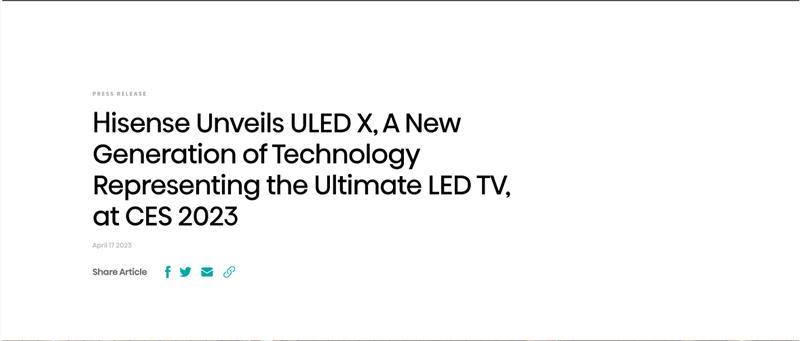 PRESS RELEASE
Hisense Unveils ULED X, A New
Generation of Technology
Representing the Ultimate LED TV,
at CES 2023
April 17 2023
Share Article